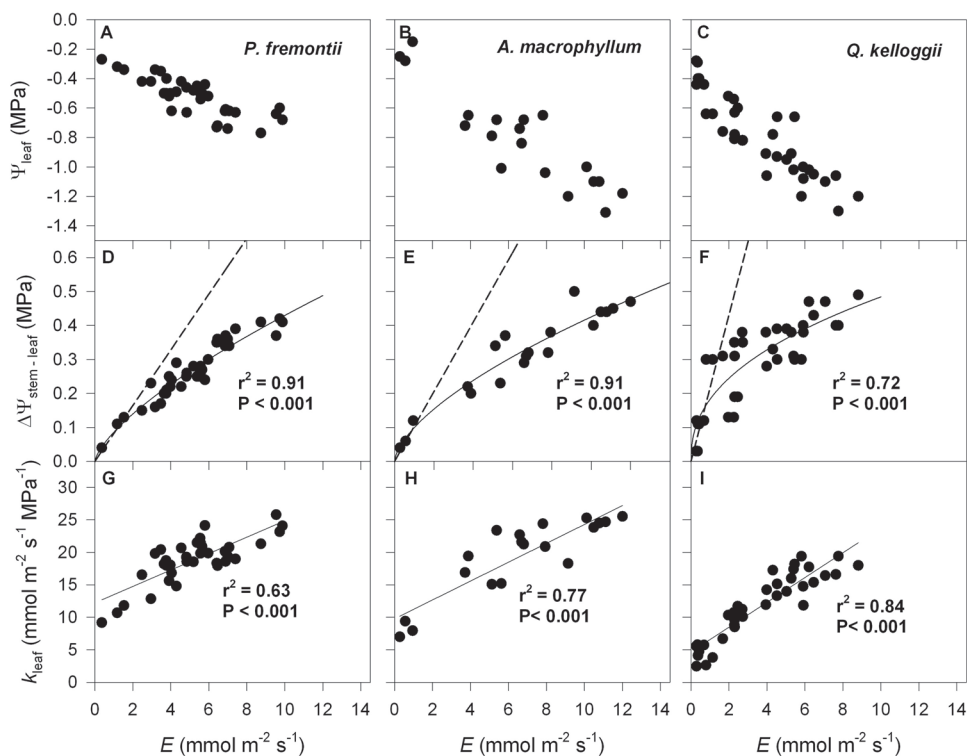 A
P. fremontii
B
A. macrophyllum
C
Q. kelloggii
Ψleaf (MPa)
0.0
-0.2
-0.4
-0.6
-0.8
-1.0
-1.2
-1.4
D
E
F
ΔΨstem - leaf (MPa)
0.6
0.5
0.4
0.3
0.2
0.1
0.0
r² = 0.91
P < 0.001
r² = 0.91
P < 0.001
r² = 0.72
P < 0.001
G
H
I
kleaf (mmol m⁻² s⁻¹ MPa⁻¹)
30
25
20
15
10
5
0
r² = 0.63
P < 0.001
r² = 0.77
P< 0.001
r² = 0.84
P< 0.001
0 2 4 6 8 10 12 14
0 2 4 6 8 10 12 14
0 2 4 6 8 10 12 14
E (mmol m⁻² s⁻¹)
E (mmol m⁻² s⁻¹)
E (mmol m⁻² s⁻¹)